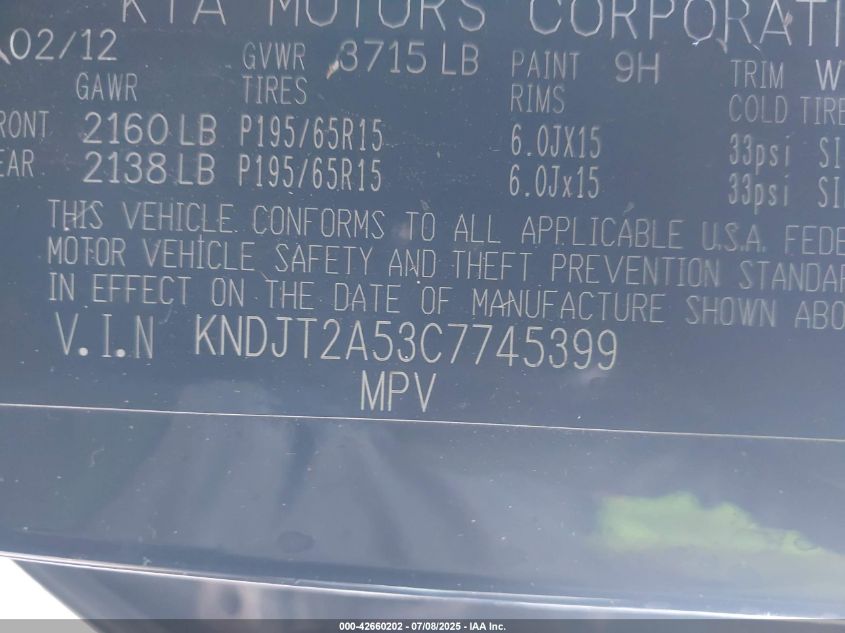 KIA MOTORS CORPORATI
02/12 GVWR 3715 LB PAINT 9H TRIM W
GAWR TIRES RIMS COLD TIRE
RONT 2160 LB P195/65R15 6.0JX15 33psi SI
EAR 2138 LB P195/65R15 6.0Jx15 33psi SI
THIS VEHICLE CONFORMS TO ALL APPLICABLE U.S.A. FEDE
MOTOR VEHICLE SAFETY AND THEFT PREVENTION STANDAR
IN EFFECT ON THE DATE OF MANUFACTURE SHOWN ABO
V.I.N KNDJT2A53C7745399
MPV
000-42660202 - 07/08/2025 - IAA Inc.